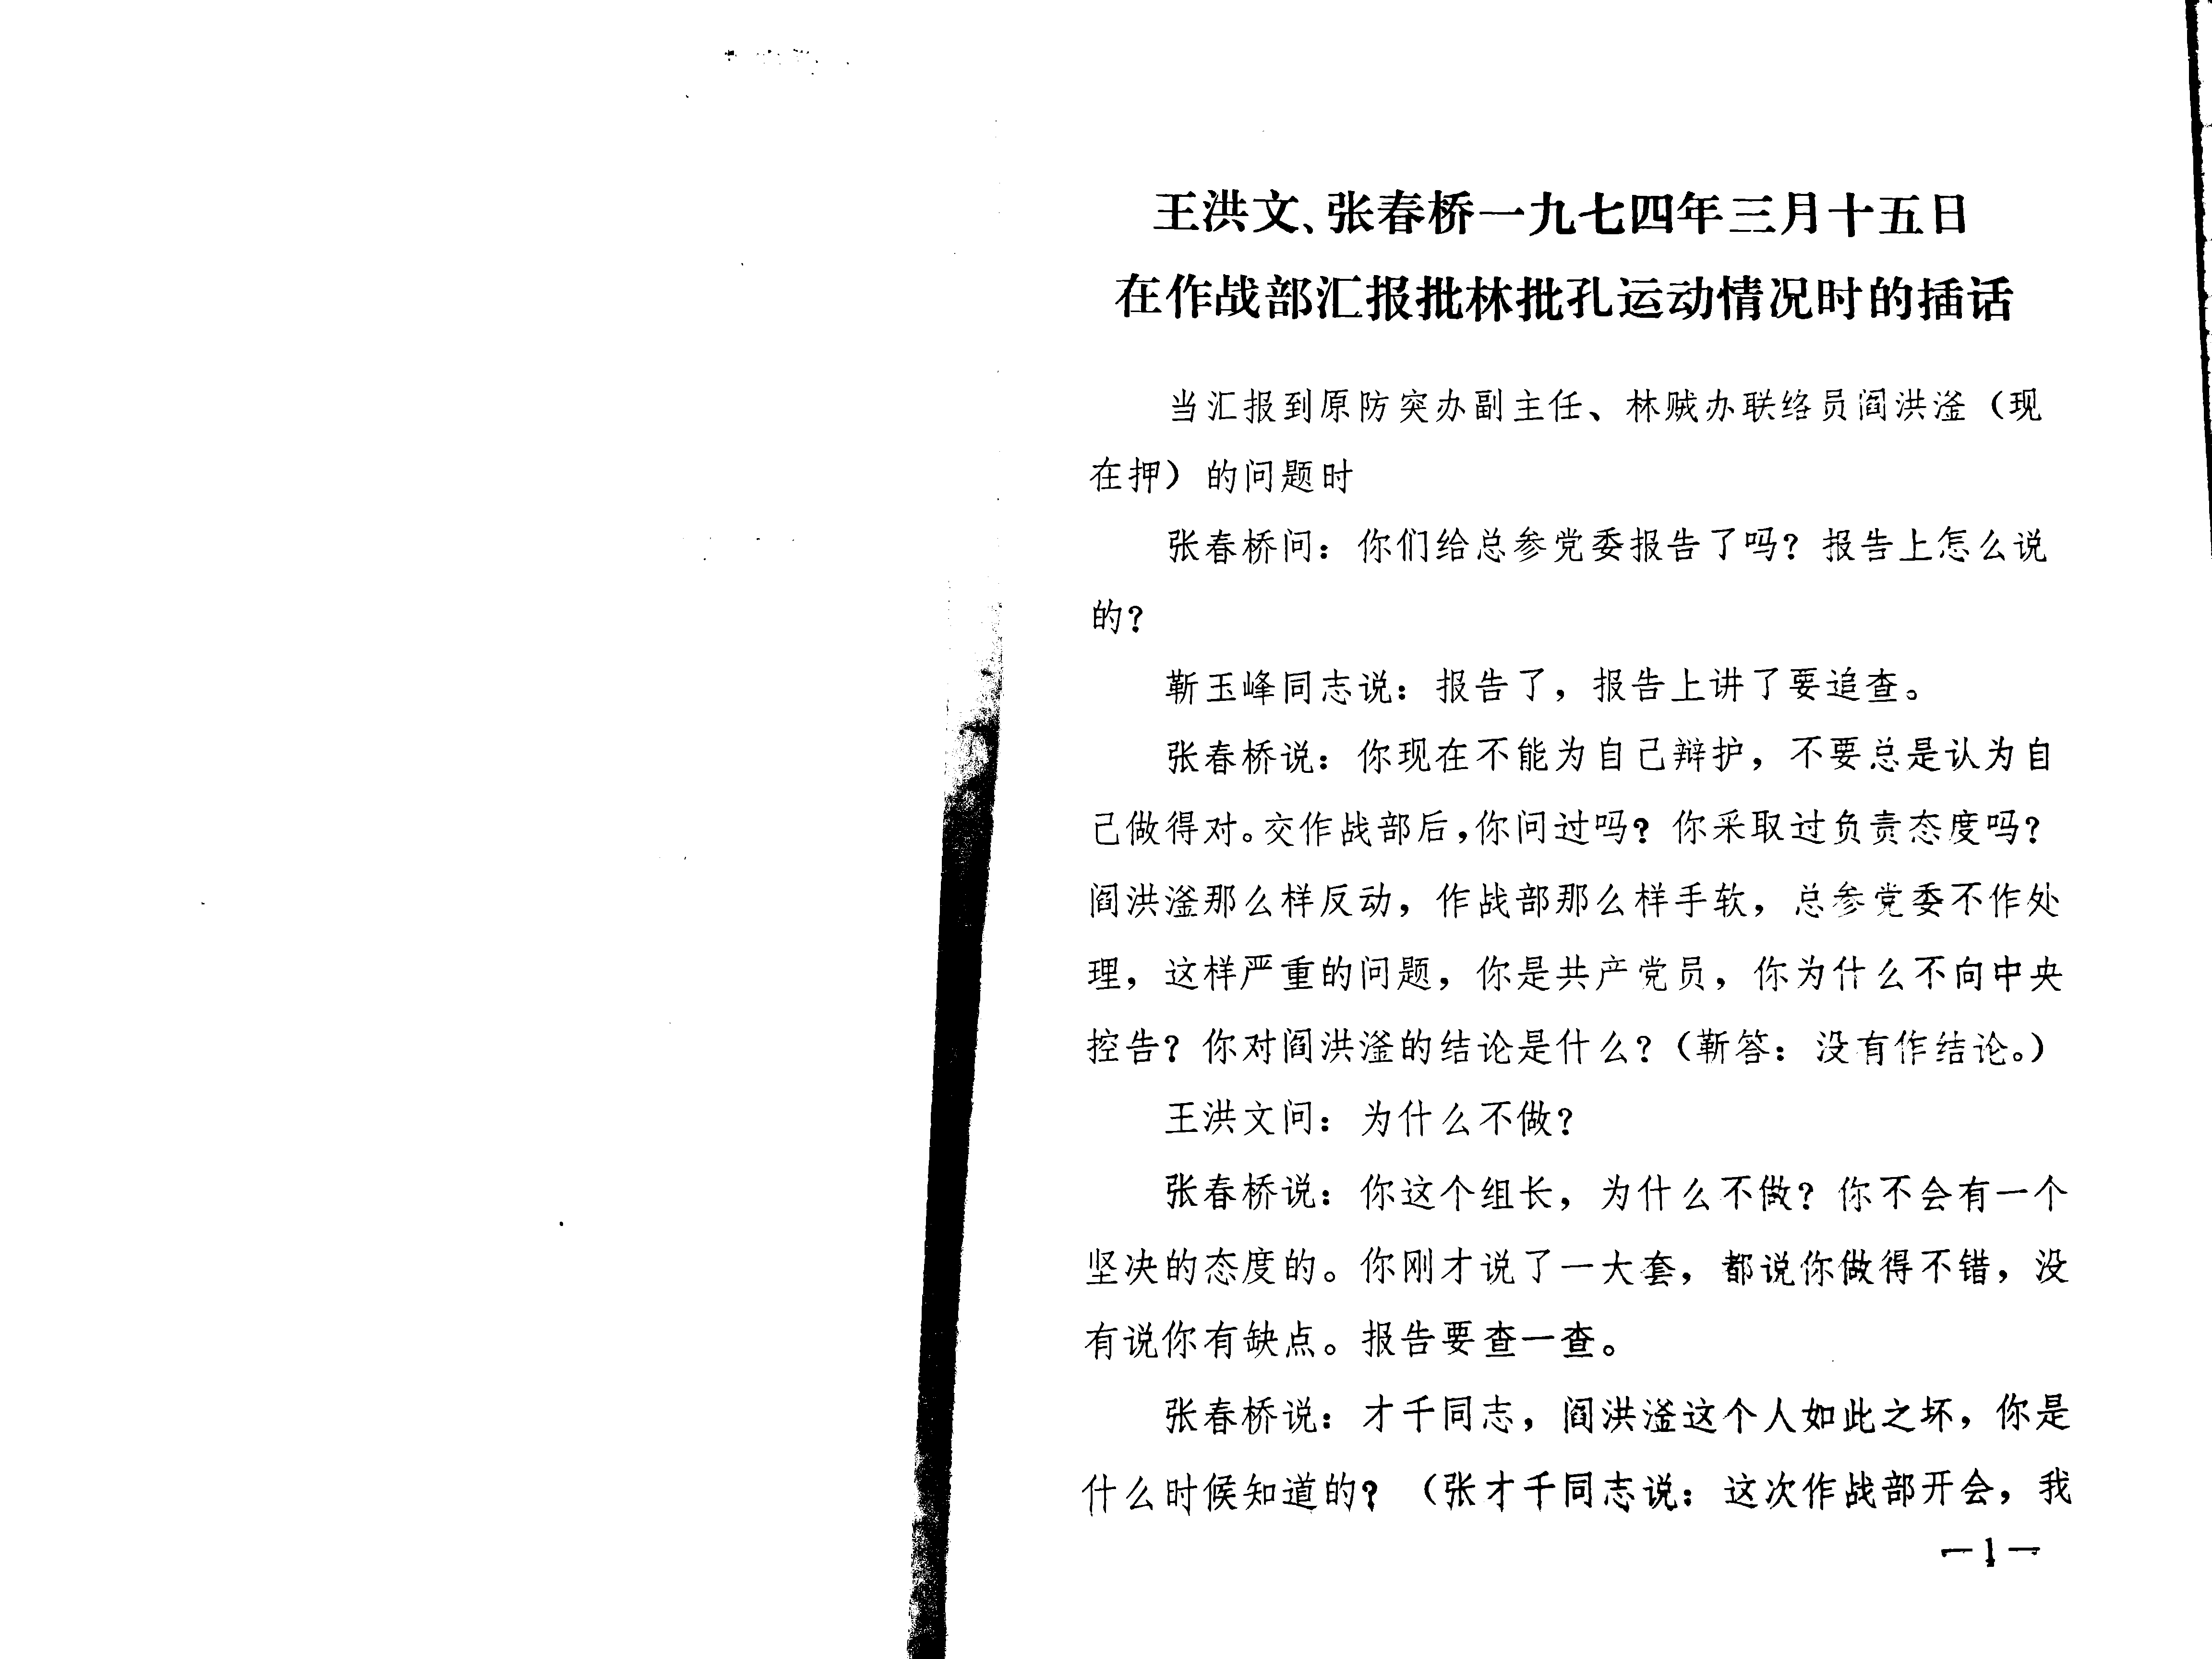 王洪文、张春桥一九七四年三月十五日
在作战部汇报批林批孔运动情况时的插话
当汇报到原防突办副主任、林贼办联络员阎洪滏（现
在押）的问题时
张春桥问：你们给总参党委报告了吗？报告上怎么说
的？
靳玉峰同志说：报告了，报告上讲了要追查。
张春桥说：你现在不能为自己辩护，不要总是认为自
己做得对。交作战部后，你问过吗？你采取过负责态度吗？
阎洪滏那么样反动，作战部那么样手软，总参党委不作处
理，这样严重的问题，你是共产党员，你为什么不向中央
控告？你对阎洪滏的结论是什么？（靳答：没有作结论。）
王洪文问：为什么不做？
张春桥说：你这个组长，为什么不做？你不会有一个
坚决的态度的。你刚才说了一大套，都说你做得不错，没
有说你有缺点。报告要查一查。
张春桥说：才千同志，阎洪滏这个人如此之坏，你是
什么时候知道的？（张才千同志说：这次作战部开会，我
—1—